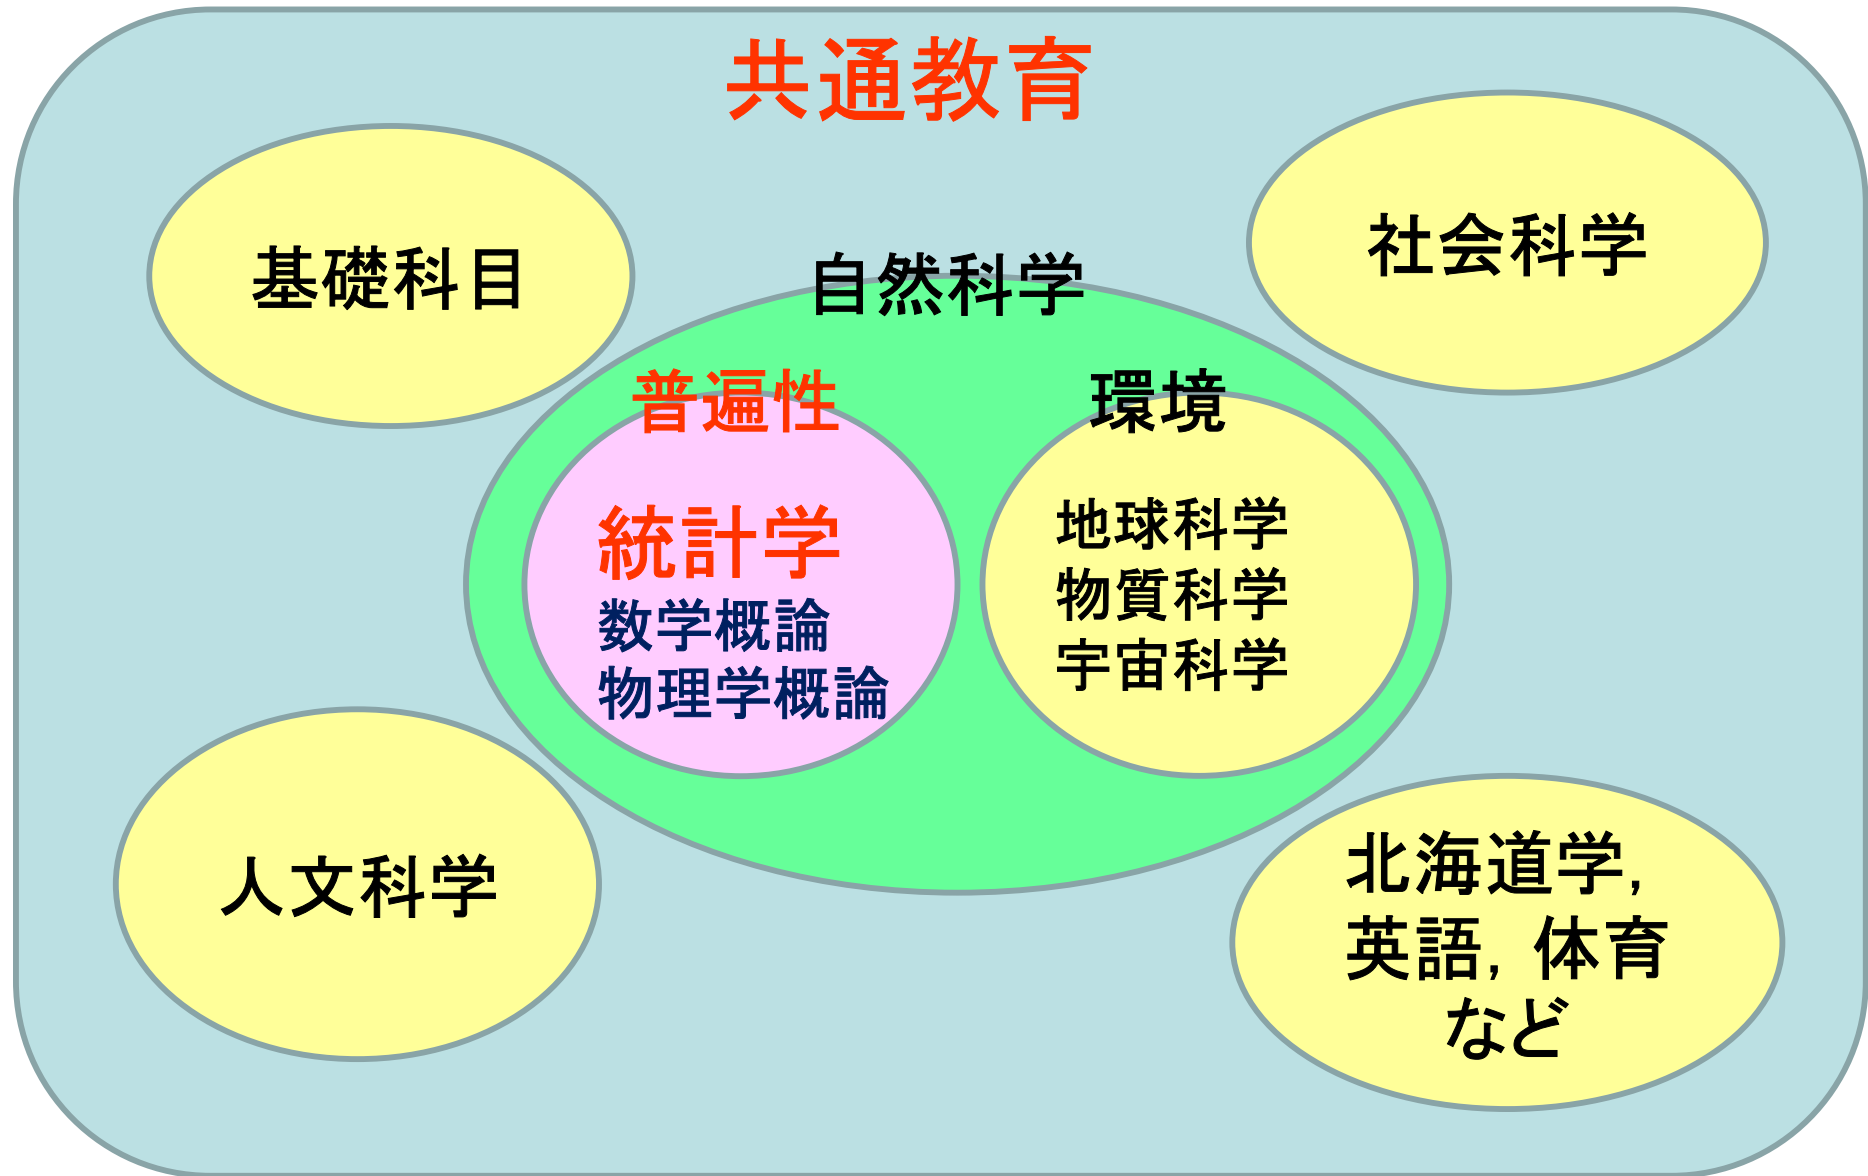 共通教育
基礎科目
社会科学
自然科学
普遍性
統計学
数学概論
物理学概論
環境
地球科学
物質科学
宇宙科学
人文科学
北海道学,
英語, 体育
など